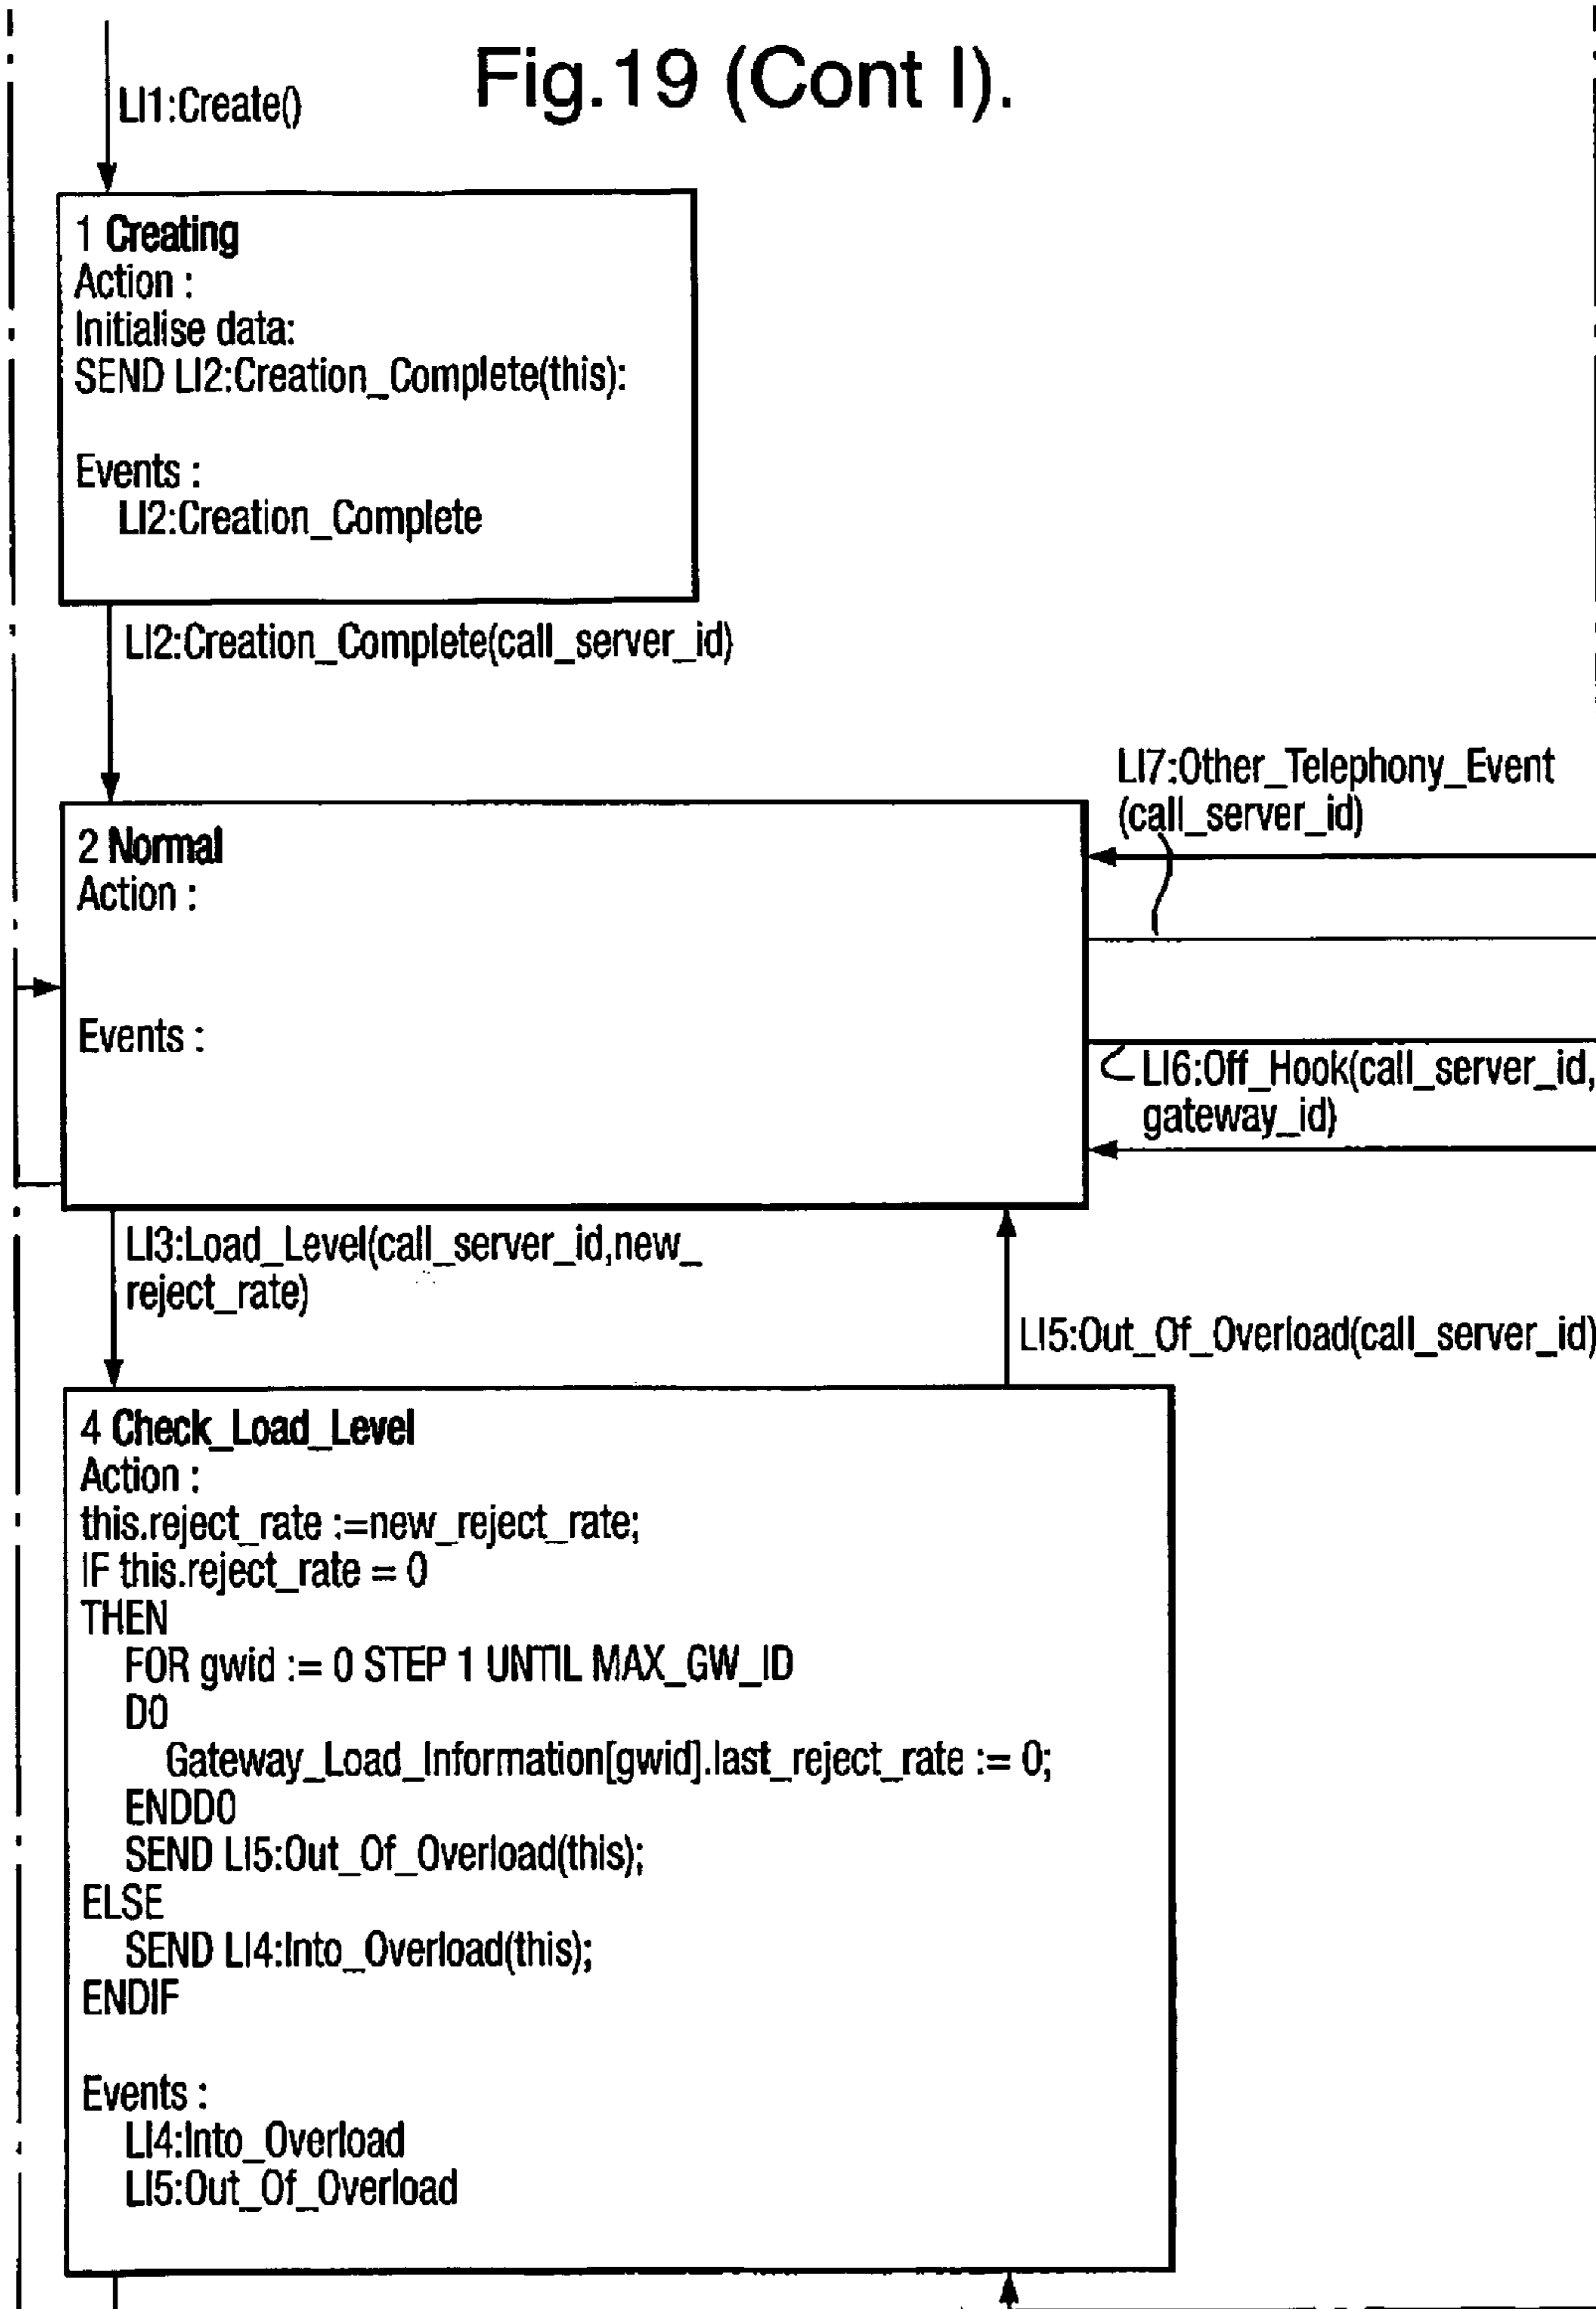 Fig.19 (Cont I).
LI1:Create()
1 Creating
Action :
Initialise data:
SEND LI2:Creation_Complete(this):
Events :
LI2:Creation_Complete
LI2:Creation_Complete(call_server_id)
LI7:Other_Telephony_Event
(call_server_id)
2 Normal
Action :
Events :
LI6:Off_Hook(call_server_id,
gateway_id)
LI3:Load_Level(call_server_id,new_
reject_rate)
LI5:Out_Of_Overload(call_server_id)
4 Check_Load_Level
Action :
this.reject_rate :=new_reject_rate;
IF this.reject_rate = 0
THEN
FOR gwid := 0 STEP 1 UNTIL MAX_GW_ID
DO
Gateway_Load_Information[gwid].last_reject_rate := 0;
ENDDO
SEND LI5:Out_Of_Overload(this);
ELSE
SEND LI4:Into_Overload(this);
ENDIF
Events :
LI4:Into_Overload
LI5:Out_Of_Overload